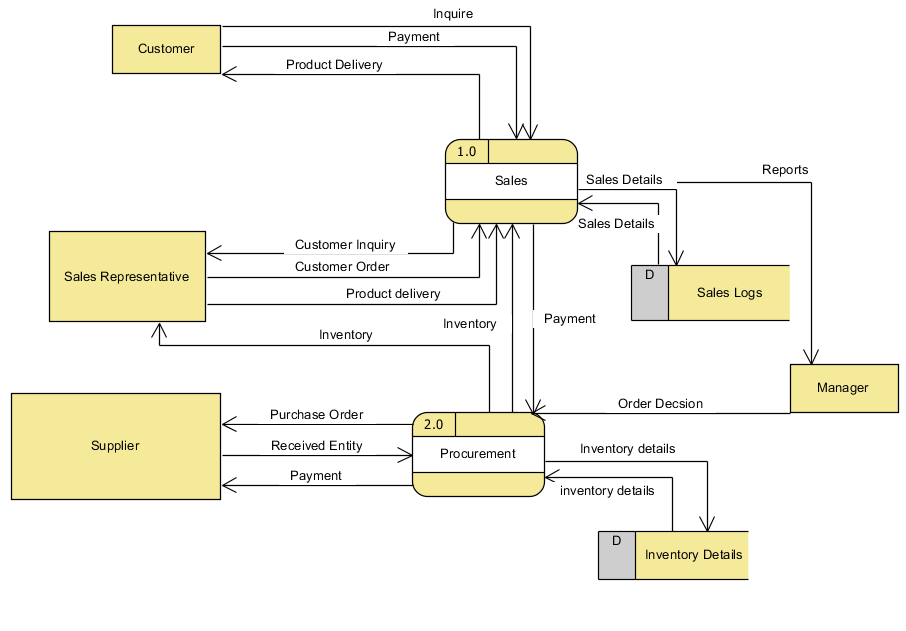 Inquire
Payment
Customer
Product Delivery
1.0
Sales
Sales Details
Reports
Sales Details
Customer Inquiry
Customer Order
Sales Representative
Product delivery
D
Sales Logs
Inventory
Payment
Inventory
Manager
Order Decsion
Purchase Order
2.0
Supplier
Received Entity
Procurement
Inventory details
Payment
inventory details
D
Inventory Details